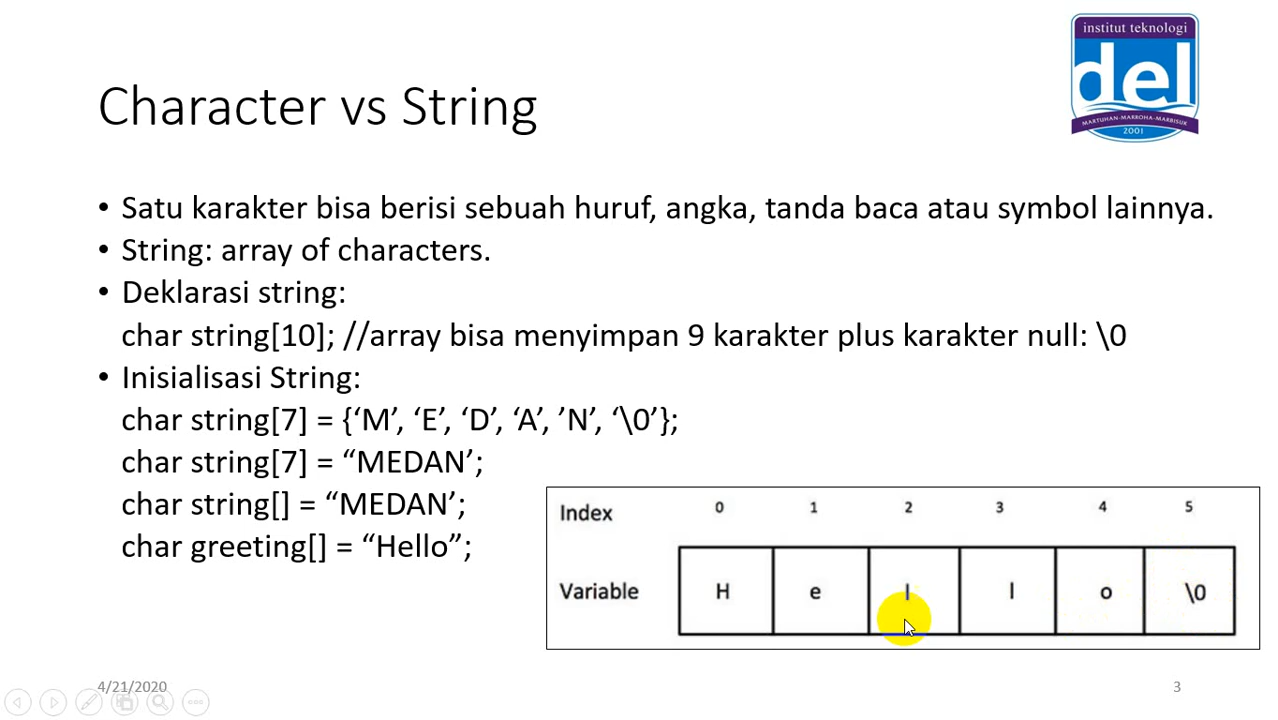 institut teknologi
del
MARTUHAN-MARROHA-MARBISUK
2001
Character vs String
• Satu karakter bisa berisi sebuah huruf, angka, tanda baca atau symbol lainnya.
• String: array of characters.
• Deklarasi string:
char string[10]; //array bisa menyimpan 9 karakter plus karakter null: \0
• Inisialisasi String:
char string[7] = {‘M’, ‘E’, ‘D’, ‘A’, ’N’, ‘\0’};
char string[7] = “MEDAN’;
char string[] = “MEDAN’;
char greeting[] = “Hello”;
Index 0 1 2 3 4 5
Variable H e l l o \0
4/21/2020
3